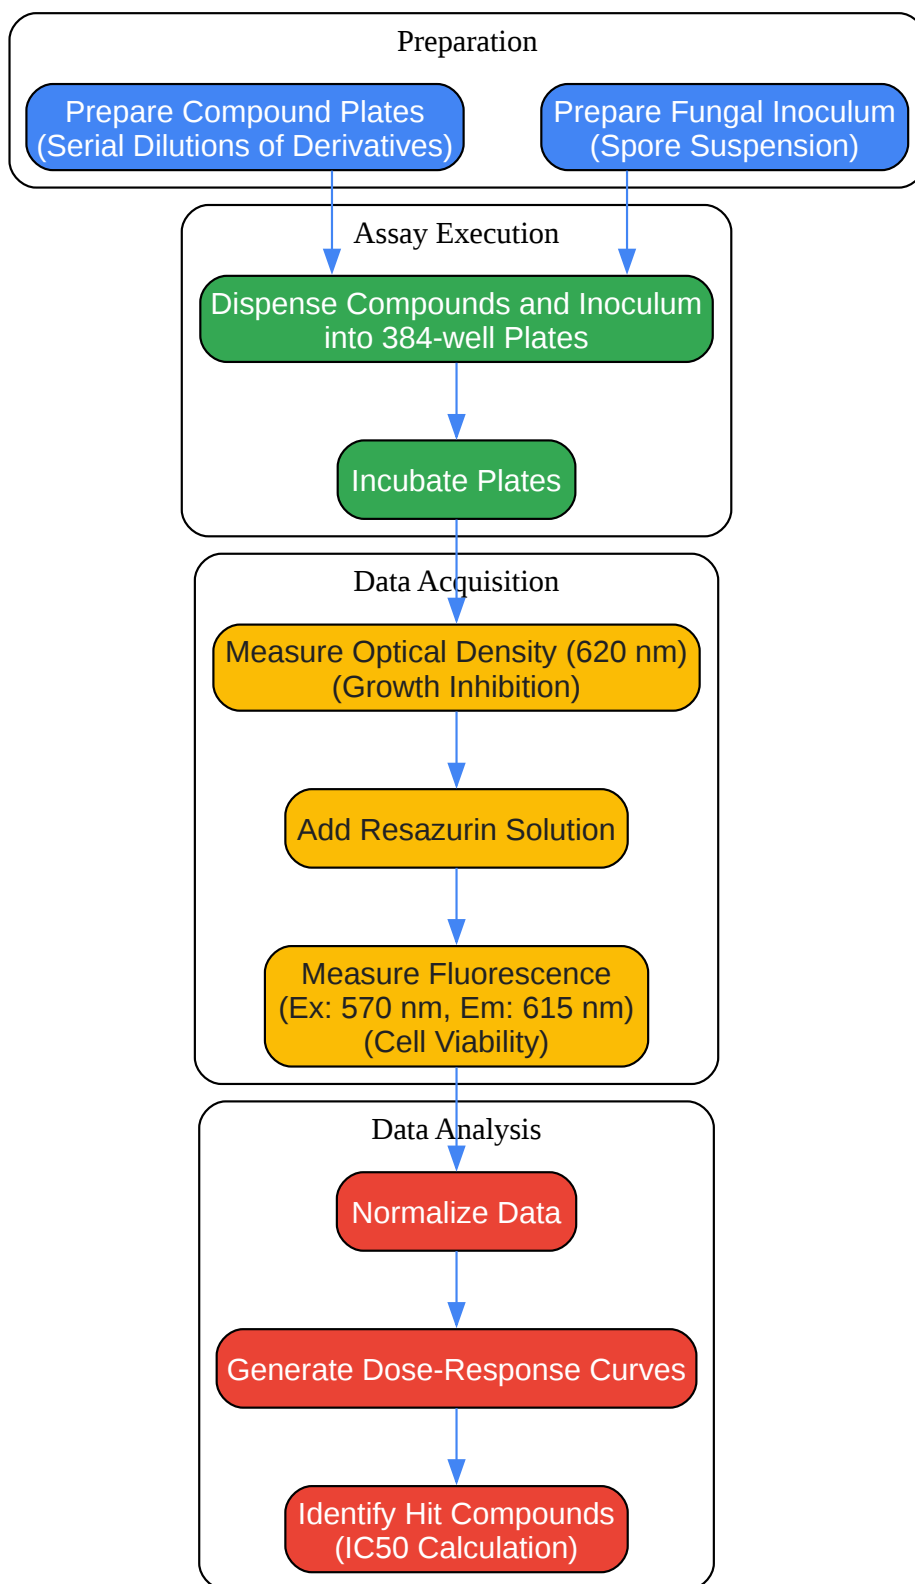 Preparation
Prepare Compound Plates
(Serial Dilutions of Derivatives)
Prepare Fungal Inoculum
(Spore Suspension)
Assay Execution
Dispense Compounds and Inoculum
into 384-well Plates
Incubate Plates
Data Acquisition
Measure Optical Density (620 nm)
(Growth Inhibition)
Add Resazurin Solution
Measure Fluorescence
(Ex: 570 nm, Em: 615 nm)
(Cell Viability)
Data Analysis
Normalize Data
Generate Dose-Response Curves
Identify Hit Compounds
(IC50 Calculation)